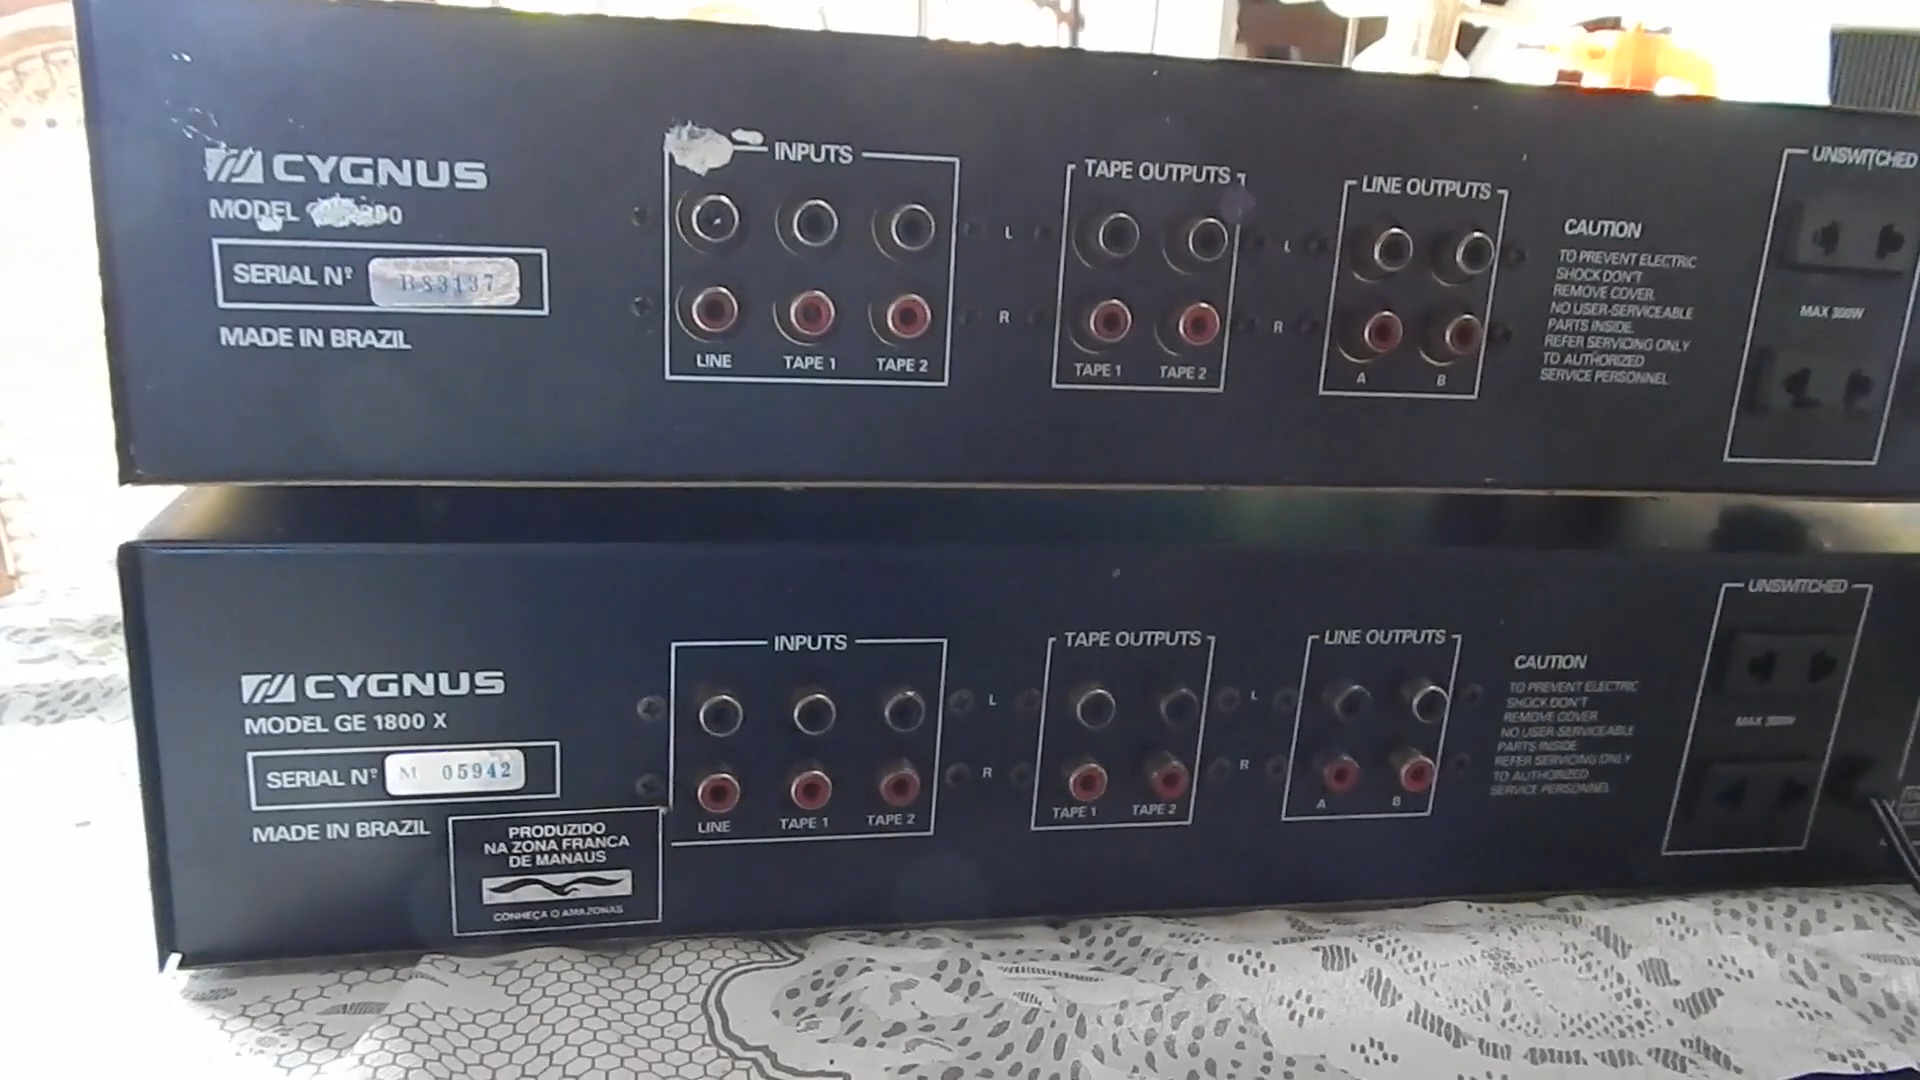 CYGNUS
MODEL
SERIAL Nº B83137
MADE IN BRAZIL
INPUTS
L
R
LINE TAPE 1 TAPE 2
TAPE OUTPUTS
L
R
TAPE 1 TAPE 2
LINE OUTPUTS
A B
CAUTION
TO PREVENT ELECTRIC
SHOCK DON'T
REMOVE COVER.
NO USER-SERVICEABLE
PARTS INSIDE.
REFER SERVICING ONLY
TO AUTHORIZED
SERVICE PERSONNEL
UNSWITCHED
MAX 300W
CYGNUS
MODEL GE 1800 X
SERIAL Nº M 05942
MADE IN BRAZIL
PRODUZIDO
NA ZONA FRANCA
DE MANAUS
CONHEÇA O AMAZONAS
INPUTS
L
R
LINE TAPE 1 TAPE 2
TAPE OUTPUTS
L
R
TAPE 1 TAPE 2
LINE OUTPUTS
A B
CAUTION
TO PREVENT ELECTRIC
SHOCK DON'T
REMOVE COVER
NO USER-SERVICEABLE
PARTS INSIDE
REFER SERVICING ONLY
TO AUTHORIZED
SERVICE PERSONNEL
UNSWITCHED
MAX 300W